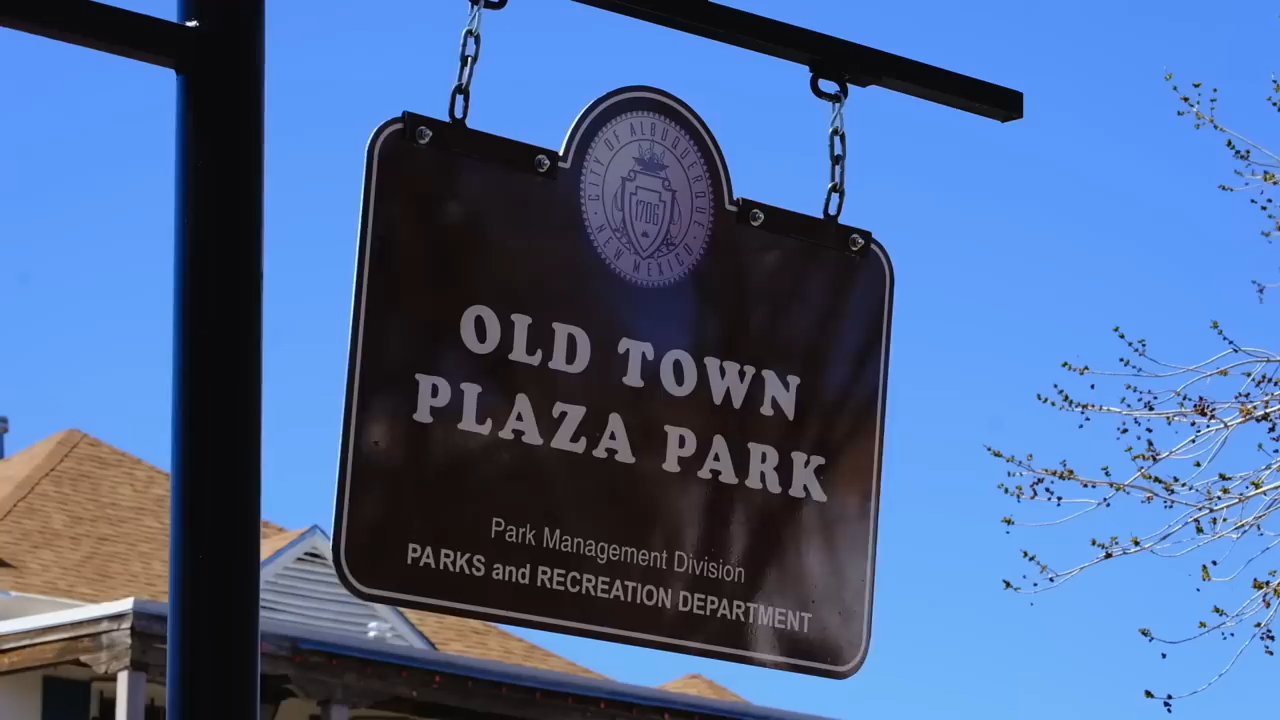 CITY OF ALBUQUERQUE
1706
NEW MEXICO
OLD TOWN
PLAZA PARK
Park Management Division
PARKS and RECREATION DEPARTMENT